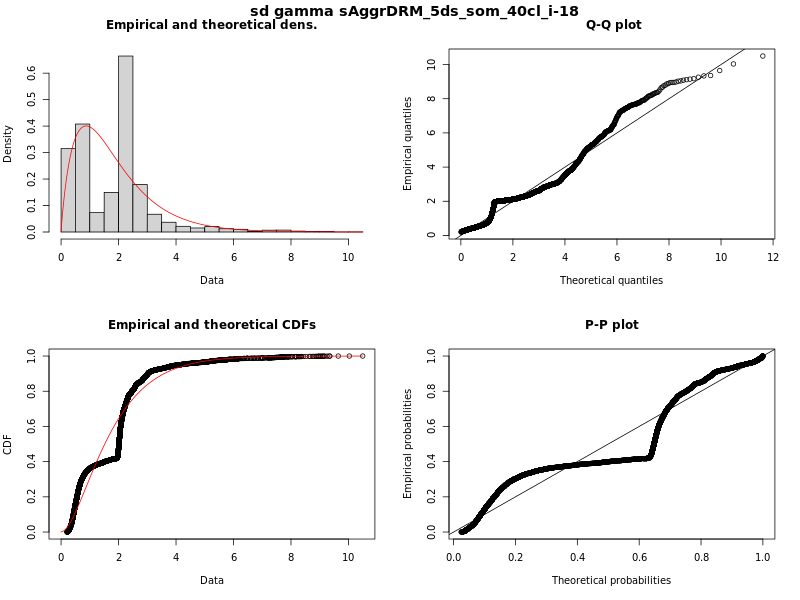 sd gamma sAggrDRM_5ds_som_40cl_i-18
Empirical and theoretical dens.
Density
0.0 0.1 0.2 0.3 0.4 0.5 0.6
0 2 4 6 8 10
Data
Q-Q plot
Empirical quantiles
0 2 4 6 8 10
0 2 4 6 8 10 12
Theoretical quantiles
Empirical and theoretical CDFs
CDF
0.0 0.2 0.4 0.6 0.8 1.0
0 2 4 6 8 10
Data
P-P plot
Empirical probabilities
0.0 0.2 0.4 0.6 0.8 1.0
0.0 0.2 0.4 0.6 0.8 1.0
Theoretical probabilities